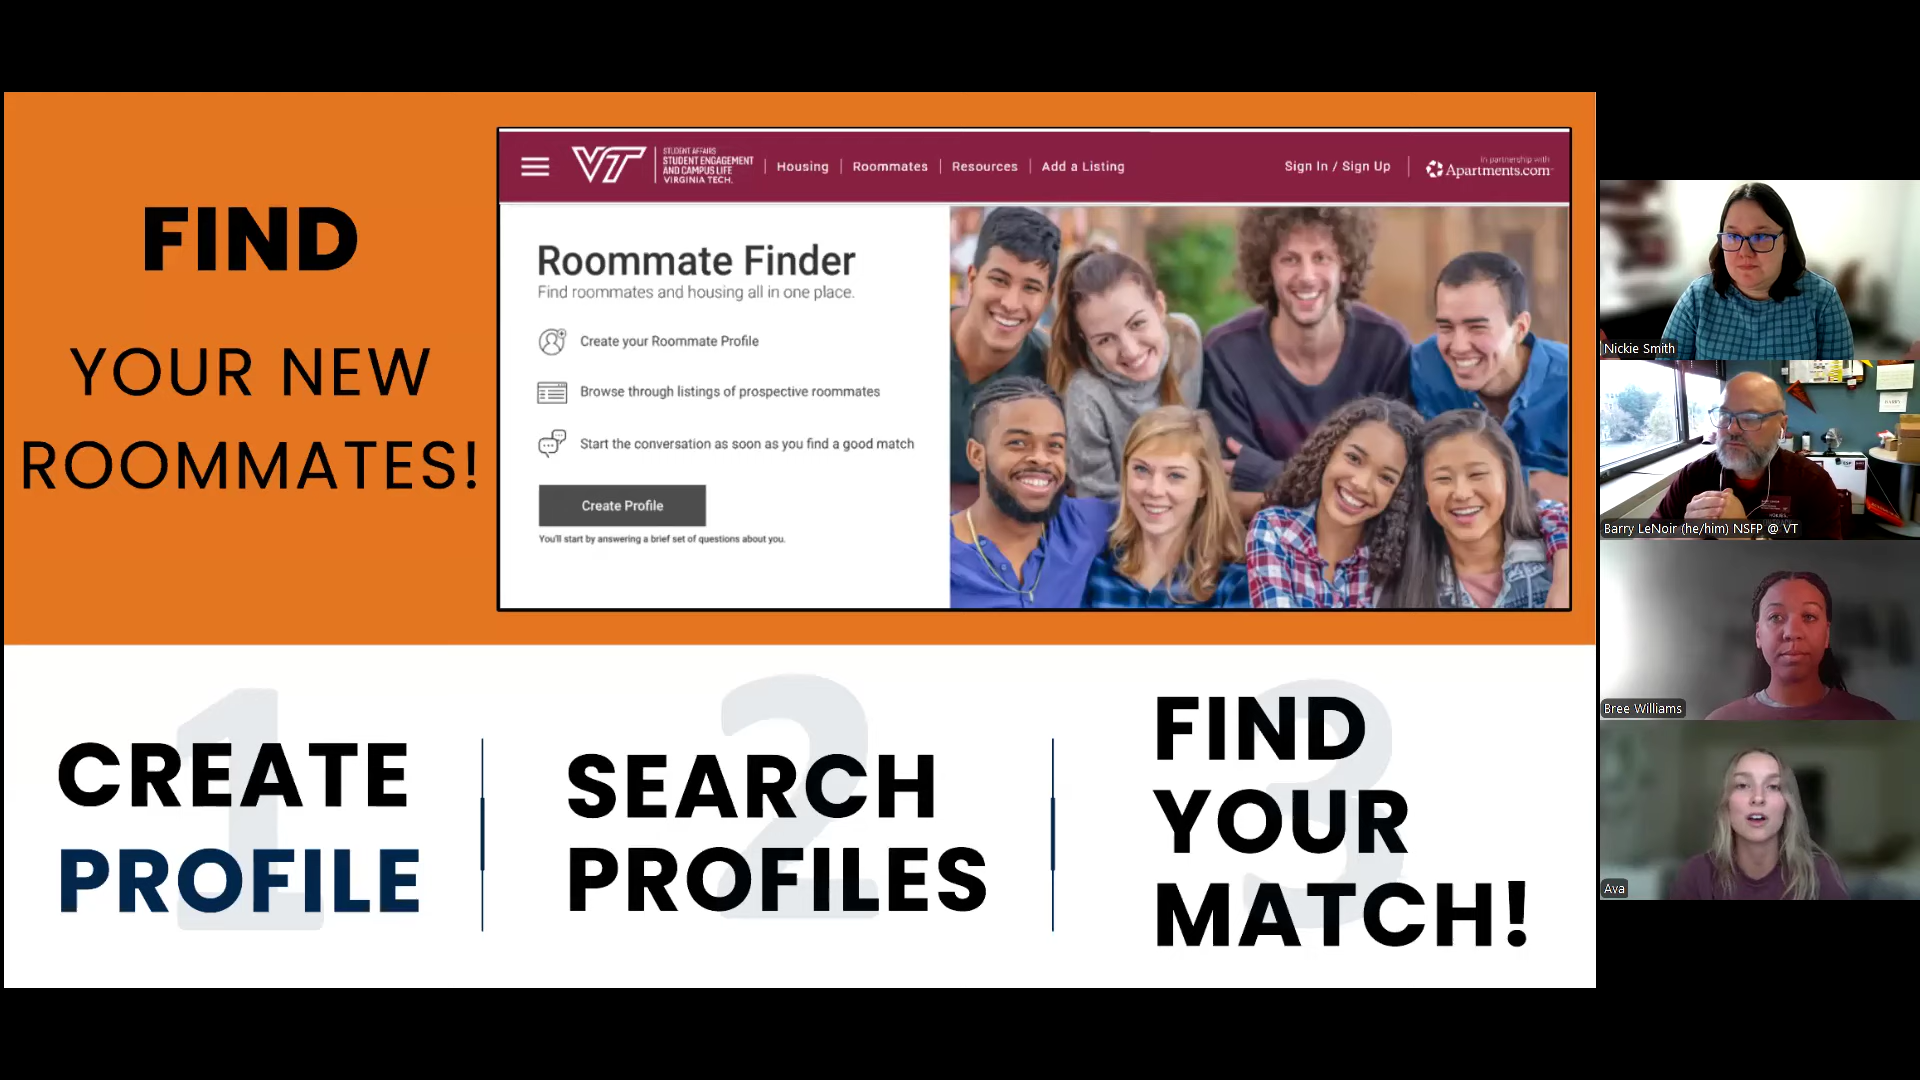 FIND
YOUR NEW
ROOMMATES!
VT
STUDENT AFFAIRS
STUDENT ENGAGEMENT
AND CAMPUS LIFE
VIRGINIA TECH.
Housing
Roommates
Resources
Add a Listing
Sign In / Sign Up
in partnership with
Apartments.com
Roommate Finder
Find roommates and housing all in one place.
Create your Roommate Profile
Browse through listings of prospective roommates
Start the conversation as soon as you find a good match
Create Profile
You'll start by answering a brief set of questions about you.
1
CREATE
PROFILE
2
SEARCH
PROFILES
3
FIND
YOUR
MATCH!
Nickie Smith
Barry LeNoir (he/him) NSFP @ VT
Bree Williams
Ava